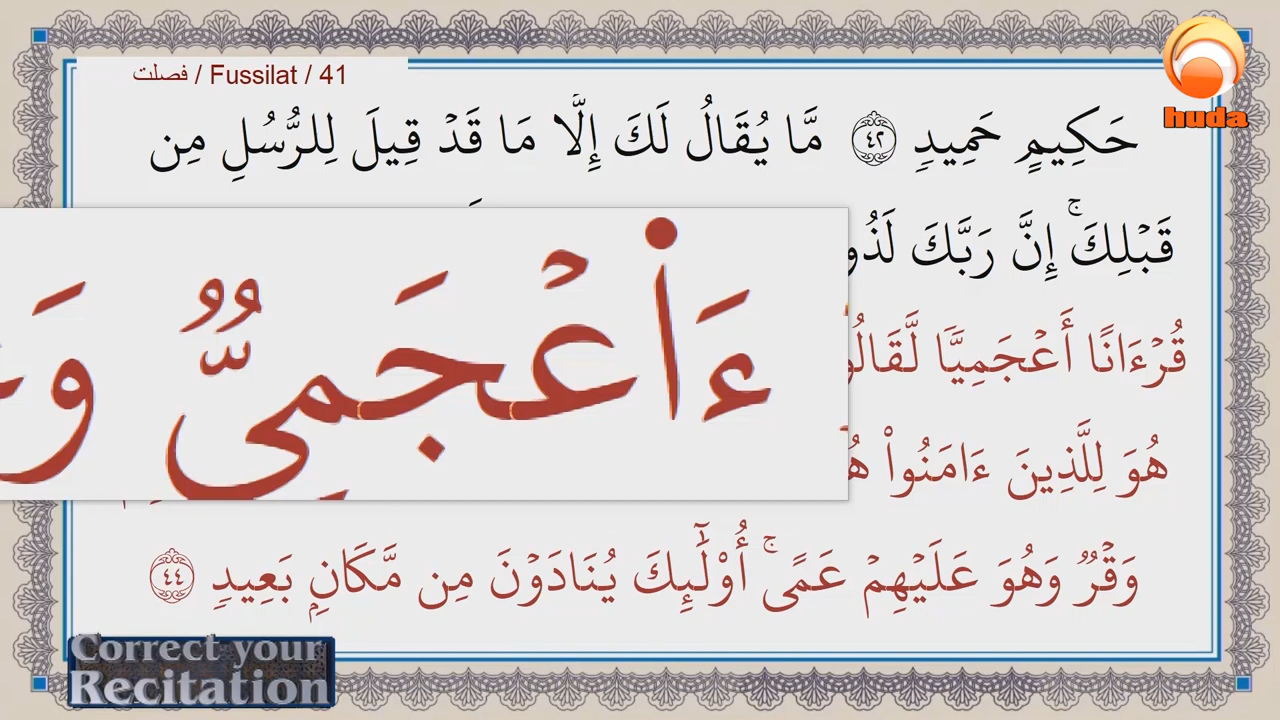 فصلت / Fussilat / 41
huda
حَكِيمٍ حَمِيدٖ ٤٢ مَّا يُقَالُ لَكَ إِلَّا مَا قَدۡ قِيلَ لِلرُّسُلِ مِن
قَبۡلِكَۚ إِنَّ رَبَّكَ لَذُو
ءَا۬عۡجَمِيّٞ
قُرۡءَانًا أَعۡجَمِيّٗا لَّقَالُو
هُوَ لِلَّذِينَ ءَامَنُواْ
وَقۡرٞ وَهُوَ عَلَيۡهِمۡ عَمًىۚ أُوْلَٰٓئِكَ يُنَادَوۡنَ مِن مَّكَانِۭ بَعِيدٖ ٤٤
Correct your
Recitation